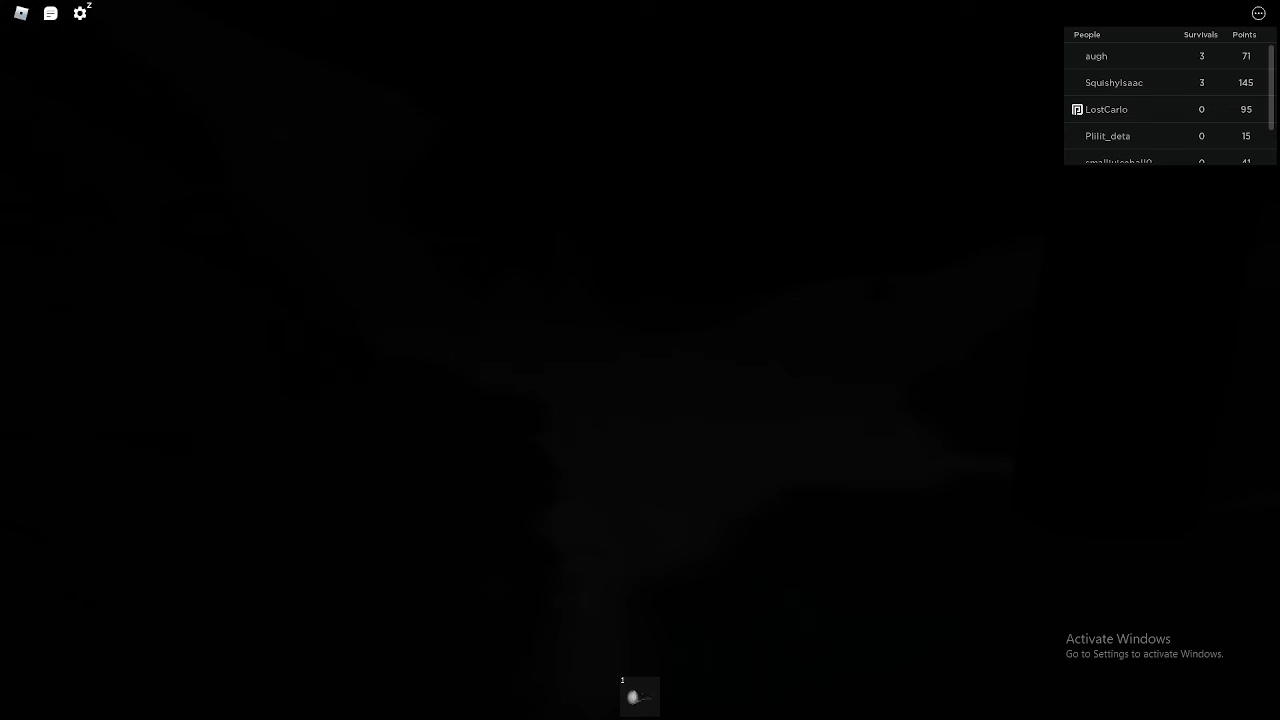 Z
People Survivals Points
augh 3 71
SquishyIsaac 3 145
LostCarlo 0 95
Plilit_deta 0 15
0 41
Activate Windows
Go to Settings to activate Windows.
1